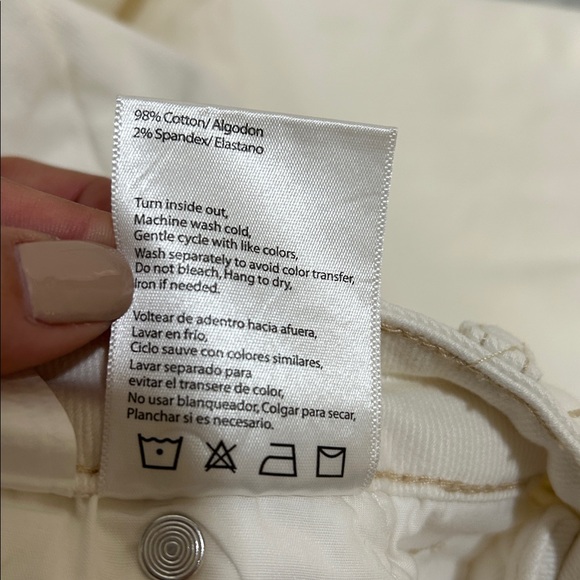 98% Cotton/ Algodon
2% Spandex/ Elastano
Turn inside out,
Machine wash cold,
Gentle cycle with like colors,
Wash separately to avoid color transfer,
Do not bleach, Hang to dry,
Iron if needed.
Voltear de adentro hacia afuera,
Lavar en frío,
Ciclo sauve con colores similares,
Lavar separado para
evitar el transere de color,
No usar blanqueador, Colgar para secar,
Planchar si es necesario.